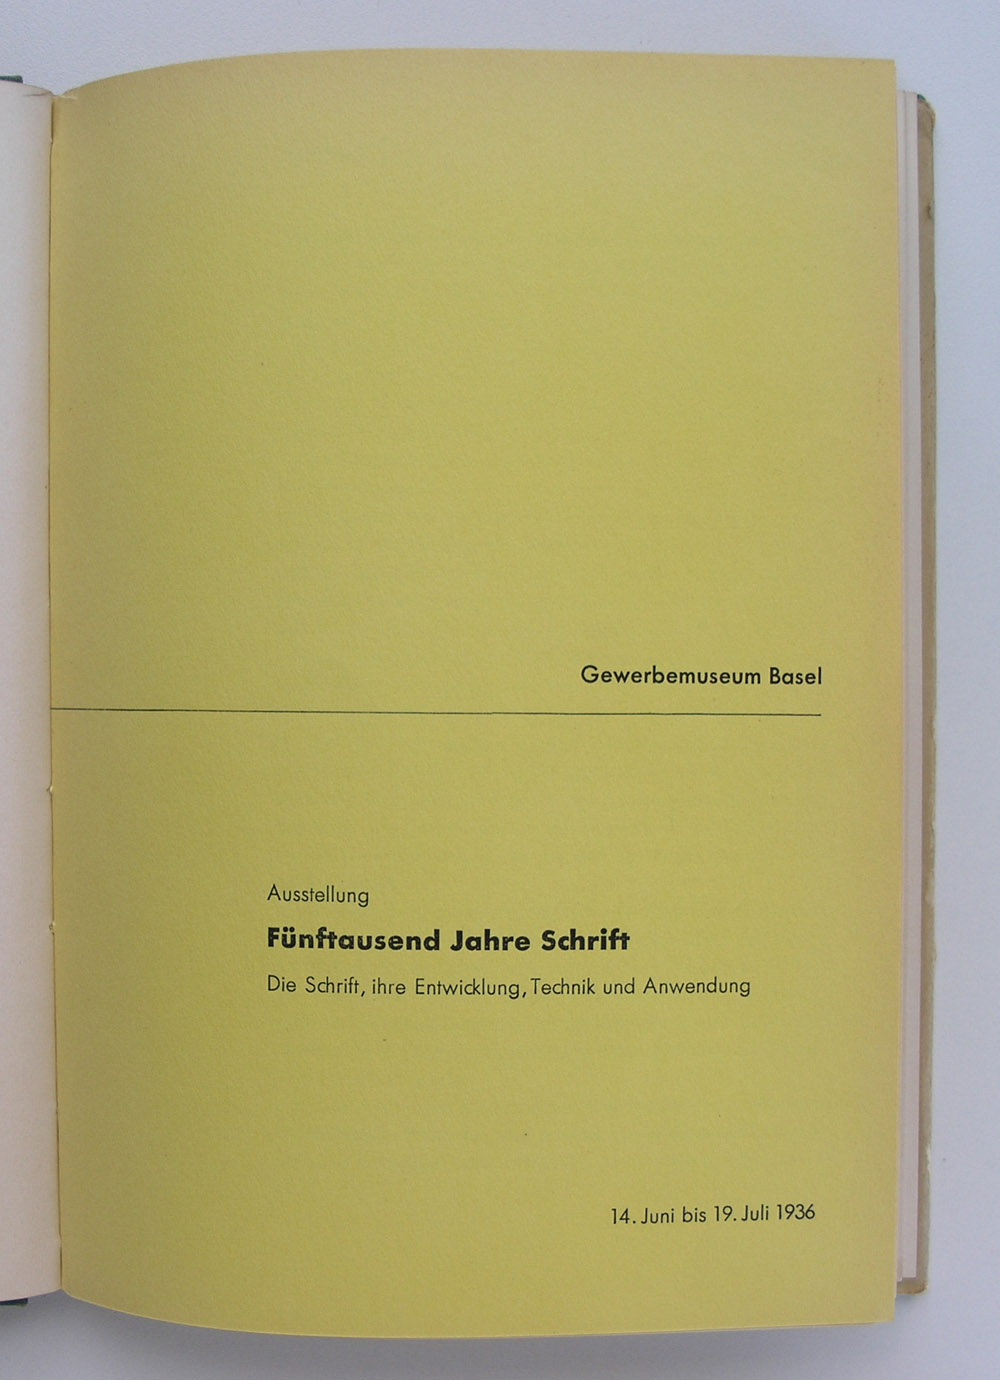 Gewerbemuseum Basel
Ausstellung
Fünftausend Jahre Schrift
Die Schrift, ihre Entwicklung, Technik und Anwendung
14. Juni bis 19. Juli 1936